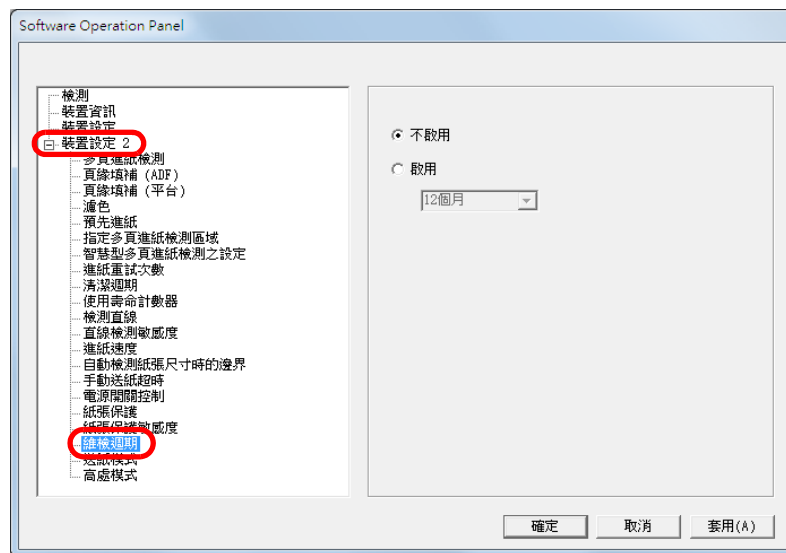 Software Operation Panel
檢測
裝置資訊
裝置設定
裝置設定 2
多頁進紙檢測
頁緣填補 (ADF)
頁緣填補 (平台)
濾色
預先進紙
指定多頁進紙檢測區域
智慧型多頁進紙檢測之設定
進紙重試次數
清潔週期
使用壽命計數器
檢測直線
直線檢測敏感度
進紙速度
自動檢測紙張尺寸時的邊界
手動送紙超時
電源開關控制
紙張保護
紙張保護敏感度
維檢週期
送紙模式
高處模式
不啟用
啟用
12個月
確定 取消 套用(A)